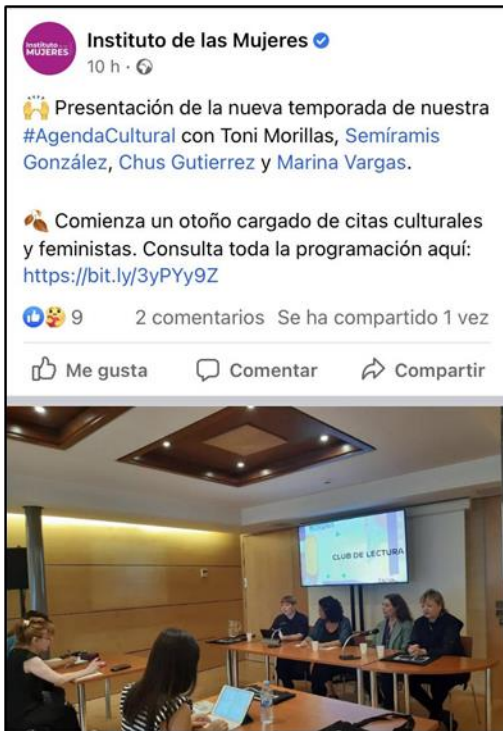 Instituto de las
MUJERES
Instituto de las Mujeres
10 h ·
Presentación de la nueva temporada de nuestra
#AgendaCultural con Toni Morillas, Semíramis
González, Chus Gutierrez y Marina Vargas.
Comienza un otoño cargado de citas culturales
y feministas. Consulta toda la programación aquí:
https://bit.ly/3yPYy9Z
9 2 comentarios Se ha compartido 1 vez
Me gusta Comentar Compartir
CLUB DE LECTURA